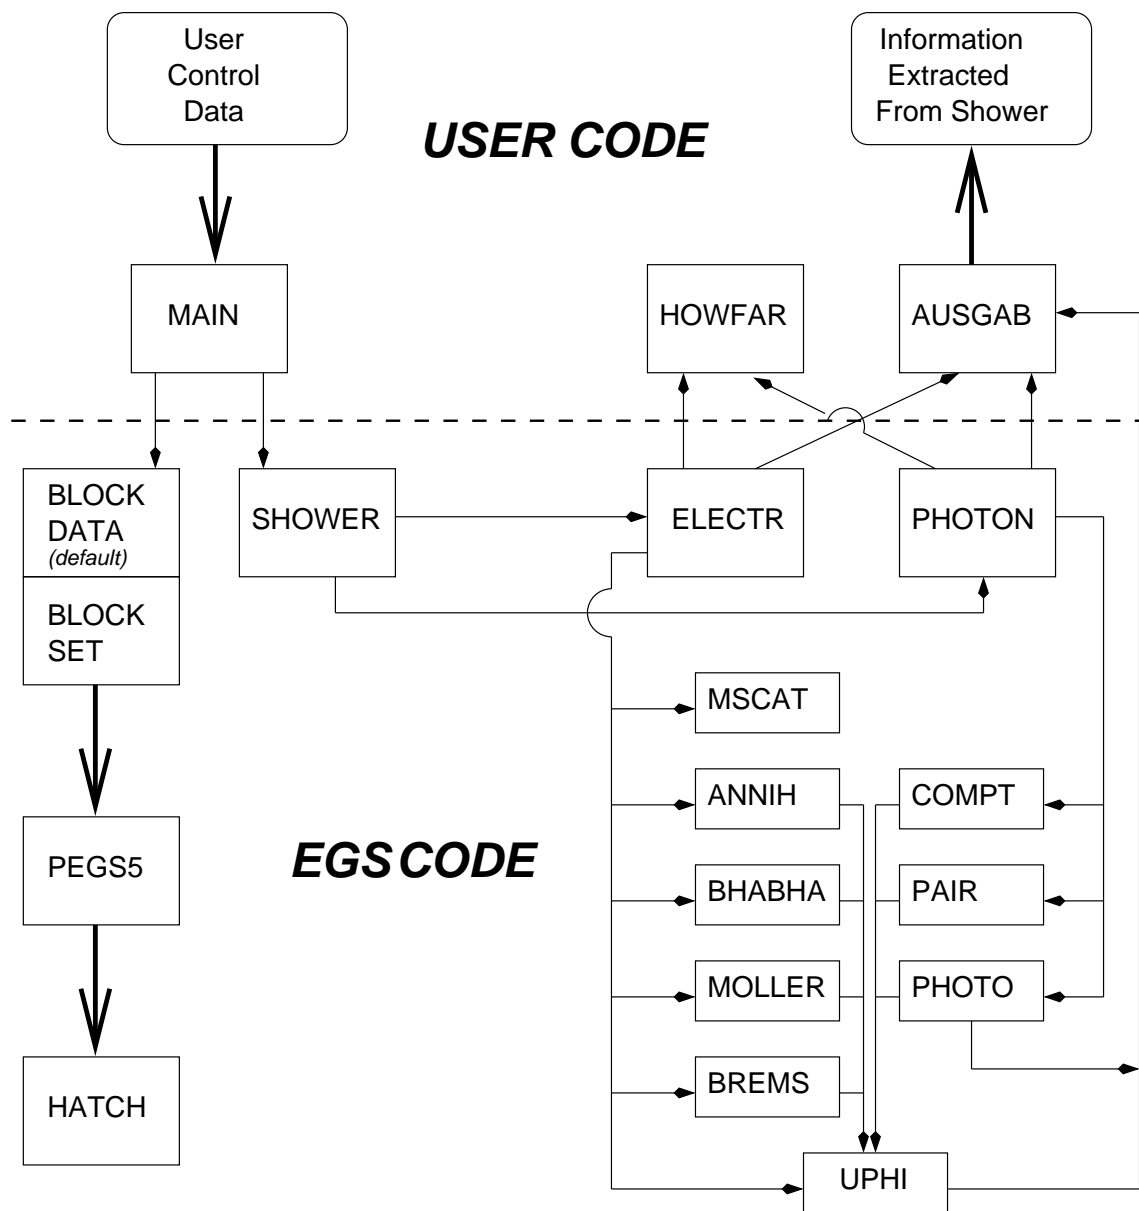 User
Control
Data
Information
Extracted
From Shower
USER CODE
MAIN
HOWFAR
AUSGAB
BLOCK
DATA
(default)
SHOWER
ELECTR
PHOTON
BLOCK
SET
MSCAT
ANNIH
COMPT
PEGS5
EGS CODE
BHABHA
PAIR
MOLLER
PHOTO
HATCH
BREMS
UPHI